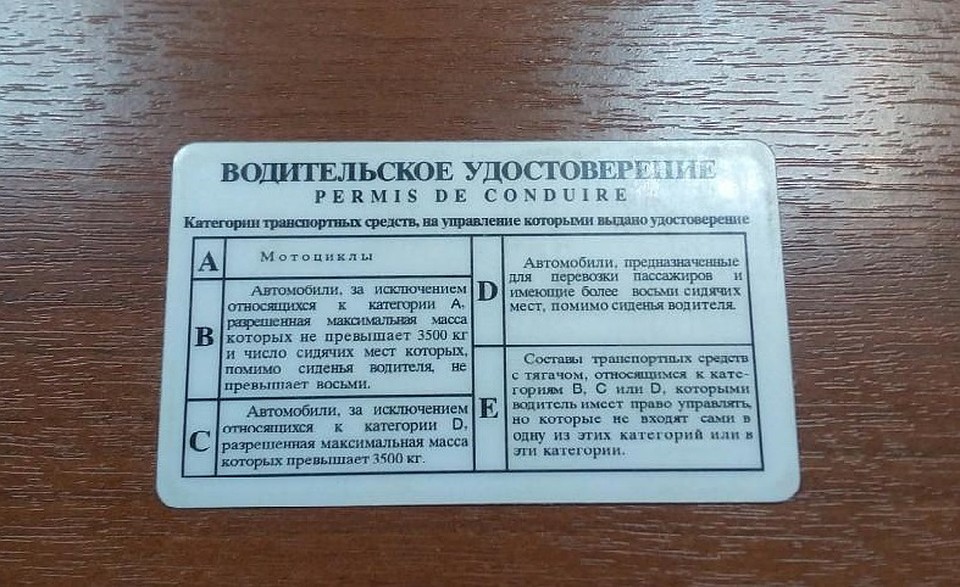 ВОДИТЕЛЬСКОЕ УДОСТОВЕРЕНИЕ
PERMIS DE CONDUIRE
Категории транспортных средств, на управление которыми выдано удостоверение
A
Мотоциклы
B
Автомобили, за исключением
относящихся к категории A,
разрешенная максимальная масса
которых не превышает 3500 кг
и число сидячих мест которых,
помимо сиденья водителя, не
превышает восьми.
C
Автомобили, за исключением
относящихся к категории D,
разрешенная максимальная масса
которых превышает 3500 кг.
D
Автомобили, предназначенные
для перевозки пассажиров и
имеющие более восьми сидячих
мест, помимо сиденья водителя.
E
Составы транспортных средств
с тягачом, относящимся к кате-
гориям B, C или D, которыми
водитель имеет право управлять,
но которые не входят сами в
одну из этих категорий или в
эти категории.